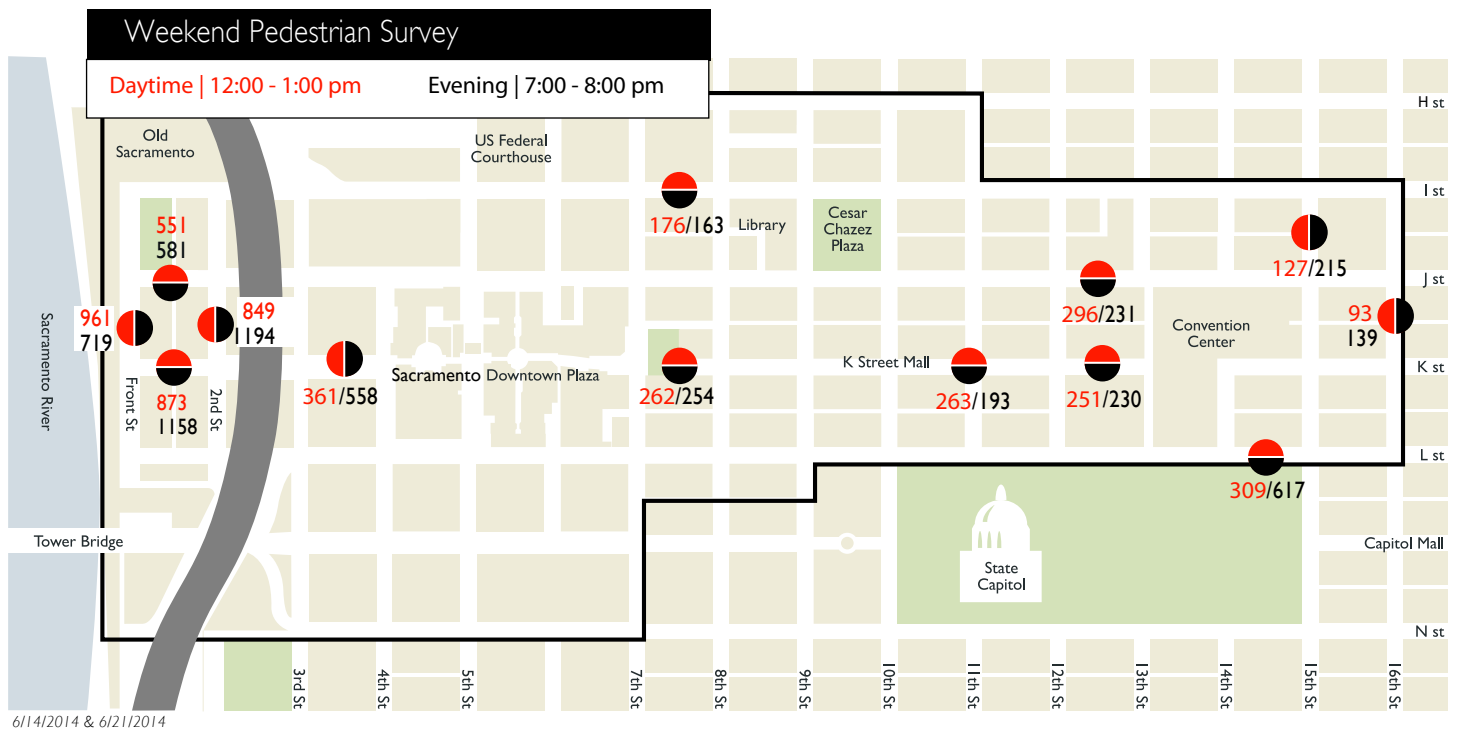 Weekend Pedestrian Survey
Daytime | 12:00 - 1:00 pm
Evening | 7:00 - 8:00 pm
H st
Old
Sacramento
US Federal
Courthouse
I st
551
581
176/163
Library
Cesar
Chazez
Plaza
127/215
J st
961
719
849
1194
296/231
Convention
Center
93
139
Sacramento River
Front St
873
1158
2nd St
361/558
Sacramento Downtown Plaza
262/254
K Street Mall
263/193
251/230
K st
L st
309/617
Tower Bridge
State
Capitol
Capitol Mall
N st
3rd St
4th St
5th St
7th St
8th St
9th St
10th St
11th St
12th St
13th St
14th St
15th St
16th St
6/14/2014 & 6/21/2014